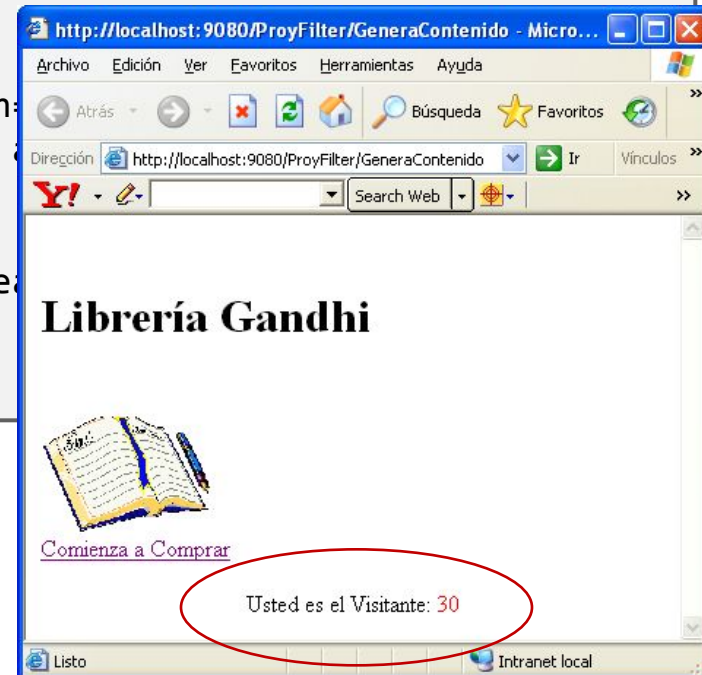 http://localhost:9080/ProyFilter/GeneraContenido - Micro...
Archivo Edición Ver Favoritos Herramientas Ayuda
Atrás Búsqueda Favoritos
Dirección http://localhost:9080/ProyFilter/GeneraContenido Ir Vínculos
Y! Search Web
Librería Gandhi
Comienza a Comprar
Usted es el Visitante: 30
Listo Intranet local